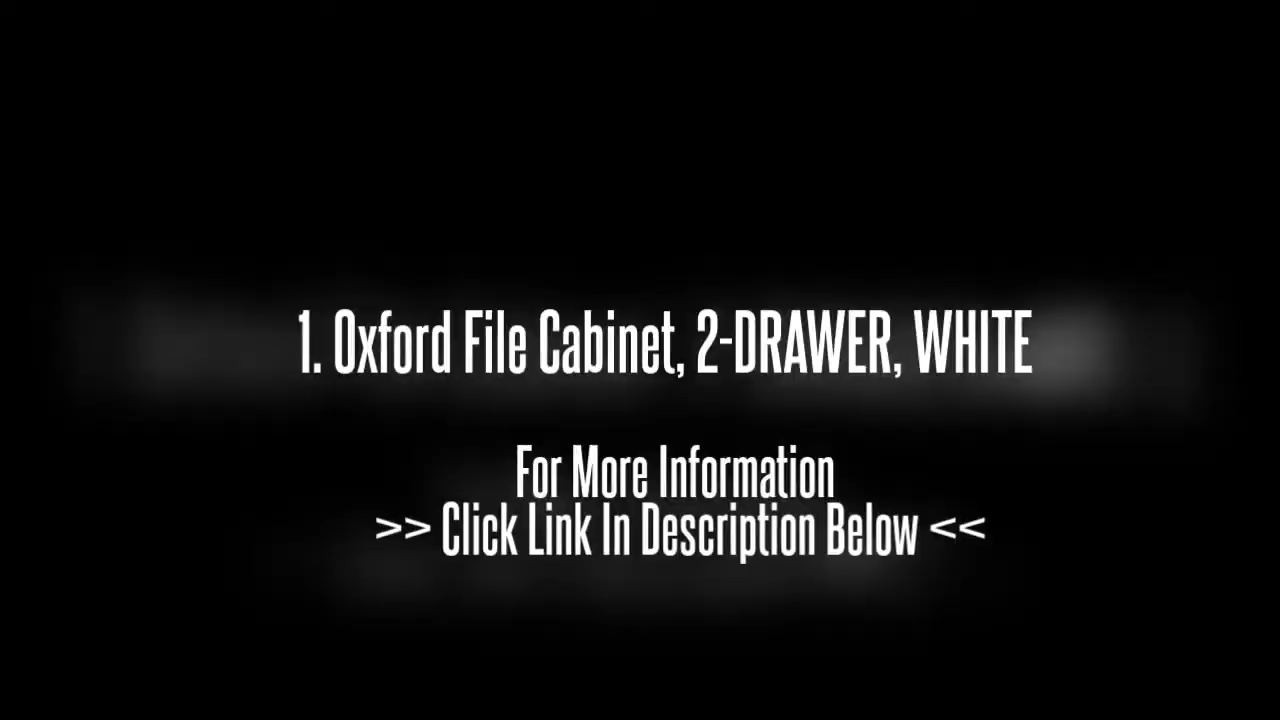 1. Oxford File Cabinet, 2-DRAWER, WHITE
For More Information
>> Click Link In Description Below <<